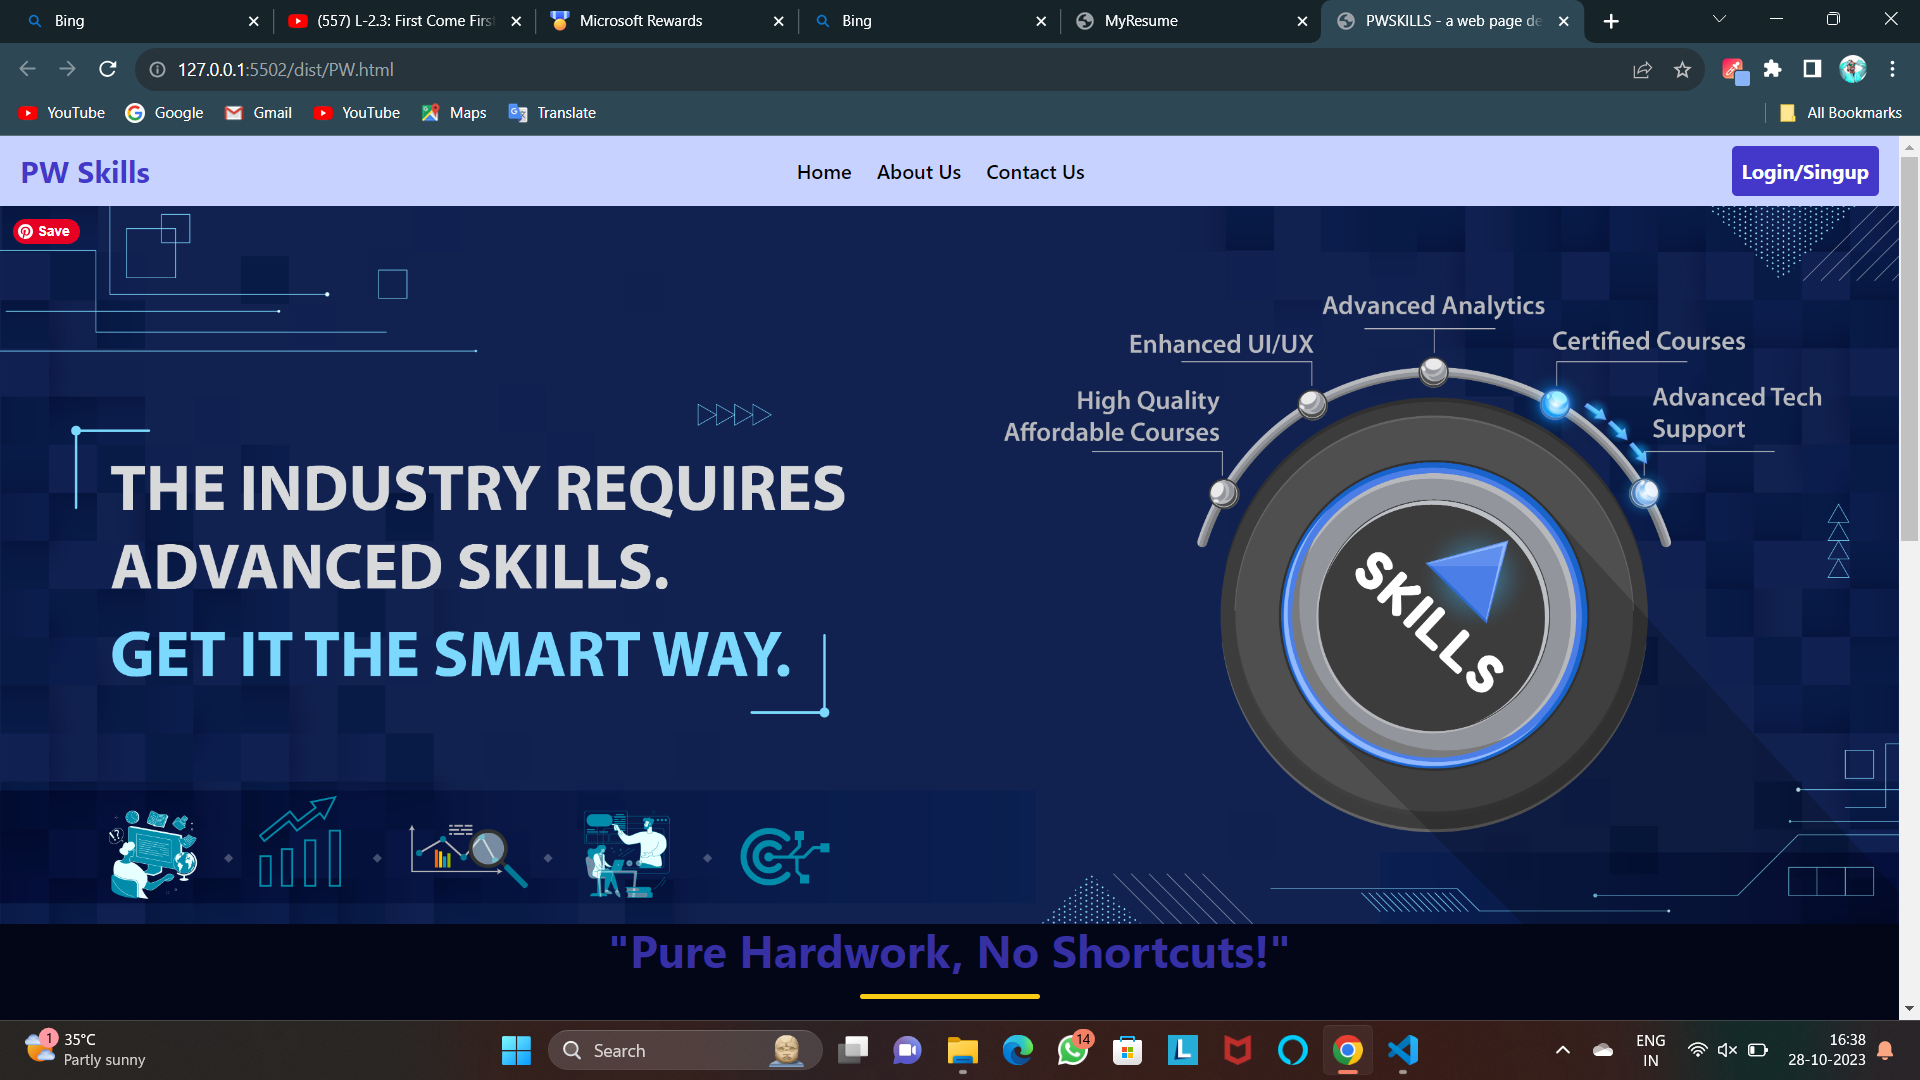 Bing
(557) L-2.3: First Come Firs
Microsoft Rewards
Bing
MyResume
PWSKILLS - a web page de
127.0.0.1:5502/dist/PW.html
YouTube
Google
Gmail
YouTube
Maps
Translate
All Bookmarks
PW Skills
Home
About Us
Contact Us
Login/Singup
Save
Advanced Analytics
Enhanced UI/UX
Certified Courses
High Quality
Affordable Courses
Advanced Tech
Support
THE INDUSTRY REQUIRES
ADVANCED SKILLS.
GET IT THE SMART WAY.
SKILLS
"Pure Hardwork, No Shortcuts!"
1
35°C
Partly sunny
Search
14
L
ENG
IN
16:38
28-10-2023